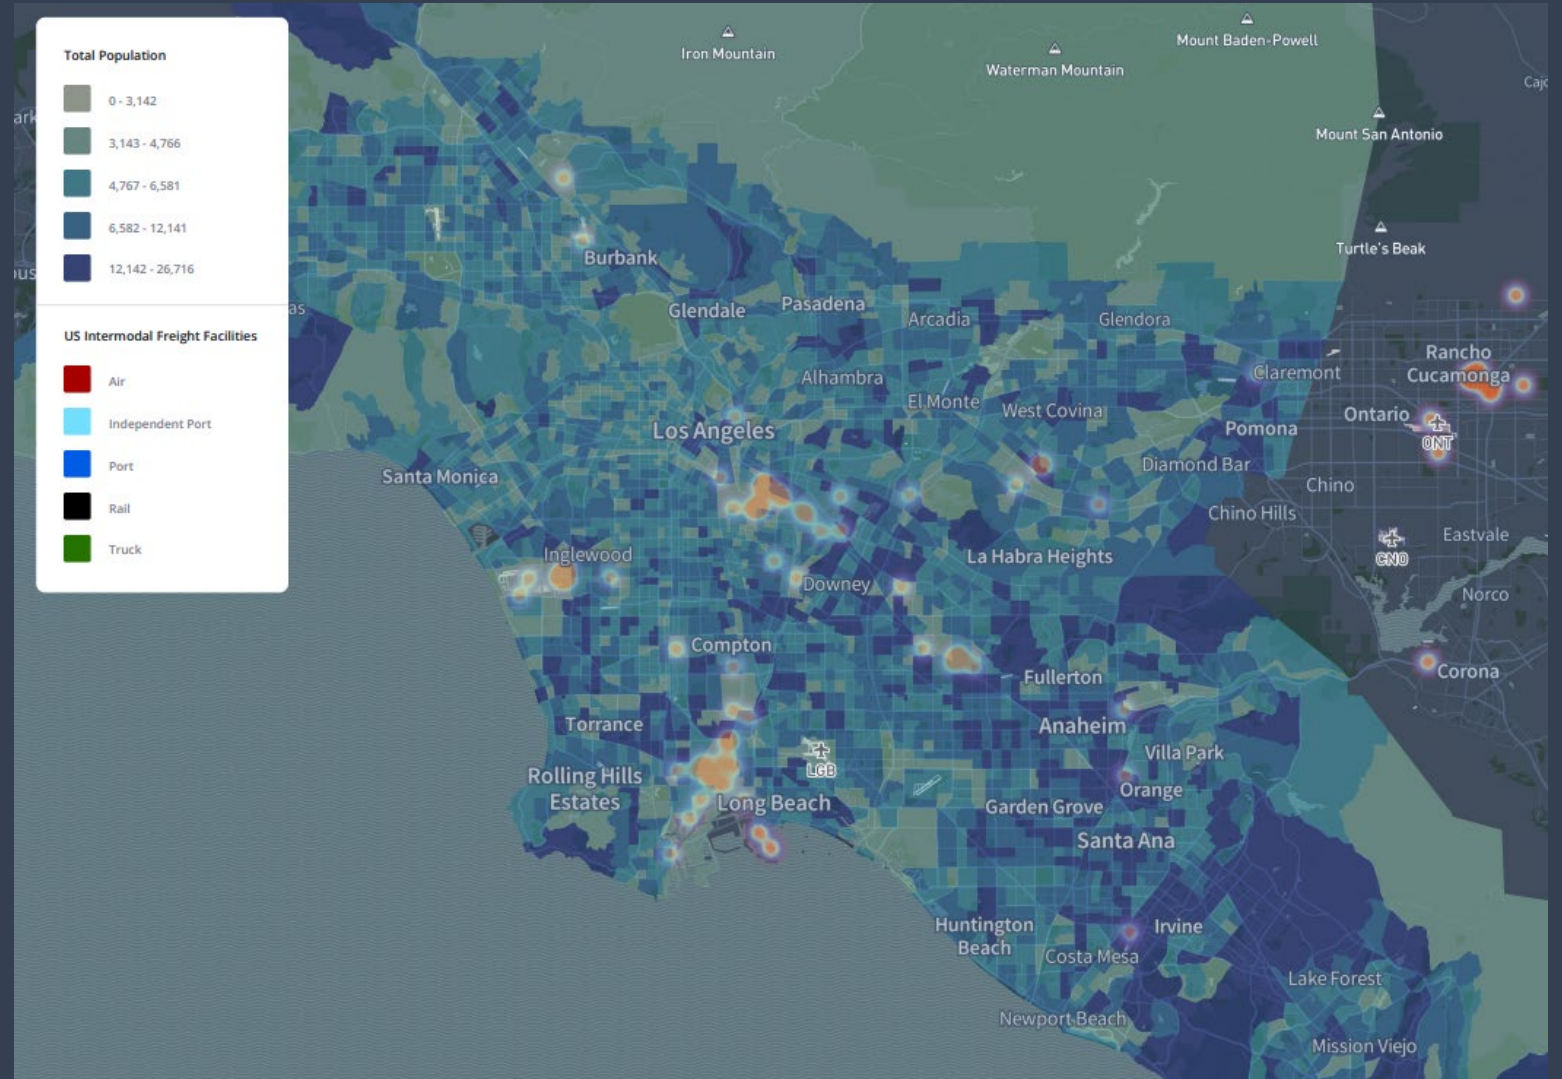 Total Population
0 - 3,142
3,143 - 4,766
4,767 - 6,581
6,582 - 12,141
12,142 - 26,716
US Intermodal Freight Facilities
Air
Independent Port
Port
Rail
Truck
Iron Mountain
Waterman Mountain
Mount Baden-Powell
Mount San Antonio
Turtle's Beak
Burbank
Glendale
Pasadena
Arcadia
Glendora
Alhambra
El Monte
West Covina
Claremont
Rancho
Cucamonga
Ontario
ONT
Los Angeles
Pomona
Santa Monica
Diamond Bar
Chino
Chino Hills
Eastvale
CNO
Inglewood
La Habra Heights
Downey
Norco
Compton
Fullerton
Corona
Torrance
Anaheim
Villa Park
LGB
Rolling Hills
Estates
Long Beach
Orange
Garden Grove
Santa Ana
Huntington
Beach
Irvine
Costa Mesa
Lake Forest
Newport Beach
Mission Viejo